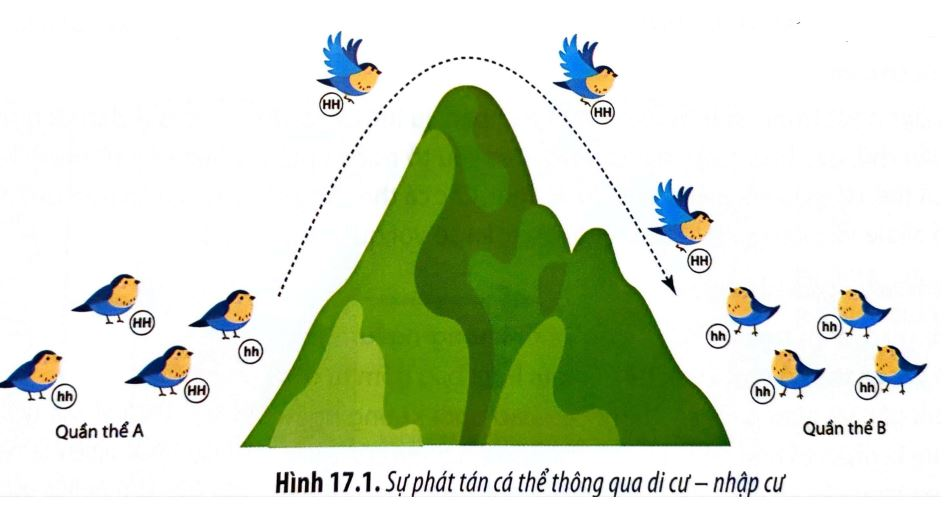 HH
HH
HH
HH
hh
hh
HH
hh
hh
hh
hh
Quần thể A
Quần thể B
Hình 17.1. Sự phát tán cá thể thông qua di cư – nhập cư